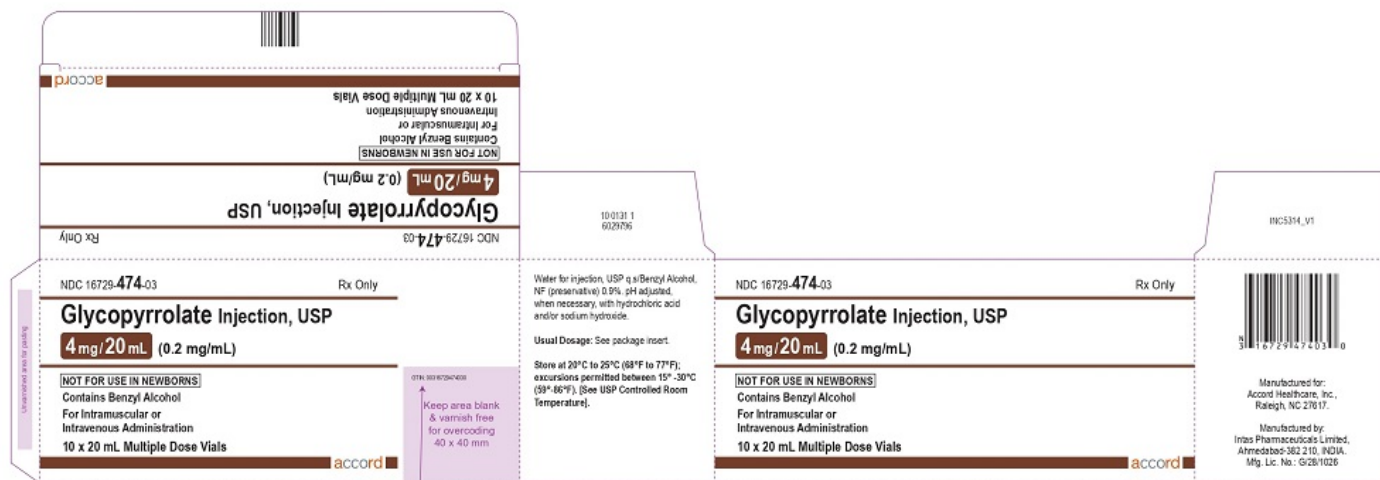 accord
10 x 20 mL Multiple Dose Vials
Intravenous Administration
For Intramuscular or
Contains Benzyl Alcohol
NOT FOR USE IN NEWBORNS
4 mg/20 mL (0.2 mg/mL)
Glycopyrrolate Injection, USP
NDC 16729-474-03 Rx Only
Unvarnished area for pasting
NDC 16729-474-03 Rx Only
Glycopyrrolate Injection, USP
4 mg/20 mL (0.2 mg/mL)
NOT FOR USE IN NEWBORNS
Contains Benzyl Alcohol
For Intramuscular or
Intravenous Administration
10 x 20 mL Multiple Dose Vials
accord
Keep area blank
& varnish free
for overcoding
40 x 40 mm
10 0131 1
6029796
Water for injection, USP q.s/Benzyl Alcohol,
NF (preservative) 0.9%. pH adjusted,
when necessary, with hydrochloric acid
and/or sodium hydroxide.
Usual Dosage: See package insert.
Store at 20°C to 25°C (68°F to 77°F);
excursions permitted between 15° -30°C
(59°-86°F). [See USP Controlled Room
Temperature].
NDC 16729-474-03 Rx Only
Glycopyrrolate Injection, USP
4 mg/20 mL (0.2 mg/mL)
NOT FOR USE IN NEWBORNS
Contains Benzyl Alcohol
For Intramuscular or
Intravenous Administration
10 x 20 mL Multiple Dose Vials
accord
INC5314_V1
N
3 16729 47403 0
Manufactured for:
Accord Healthcare, Inc.,
Raleigh, NC 27617.
Manufactured by:
Intas Pharmaceuticals Limited,
Ahmedabad-382 210, INDIA.
Mfg. Lic. No.: G/28/1026